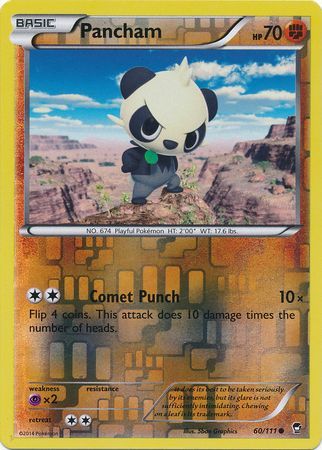 BASIC
Pancham
HP 70
NO. 674 Playful Pokémon HT: 2'00" WT: 17.6 lbs.
Comet Punch 10×
Flip 4 coins. This attack does 10 damage times the
number of heads.
weakness resistance
×2
retreat
It does its best to be taken seriously
by its enemies, but its glare is not
sufficiently intimidating. Chewing
on a leaf is its trademark.
©2014 Pokémon
Illus. 5ban Graphics
60/111